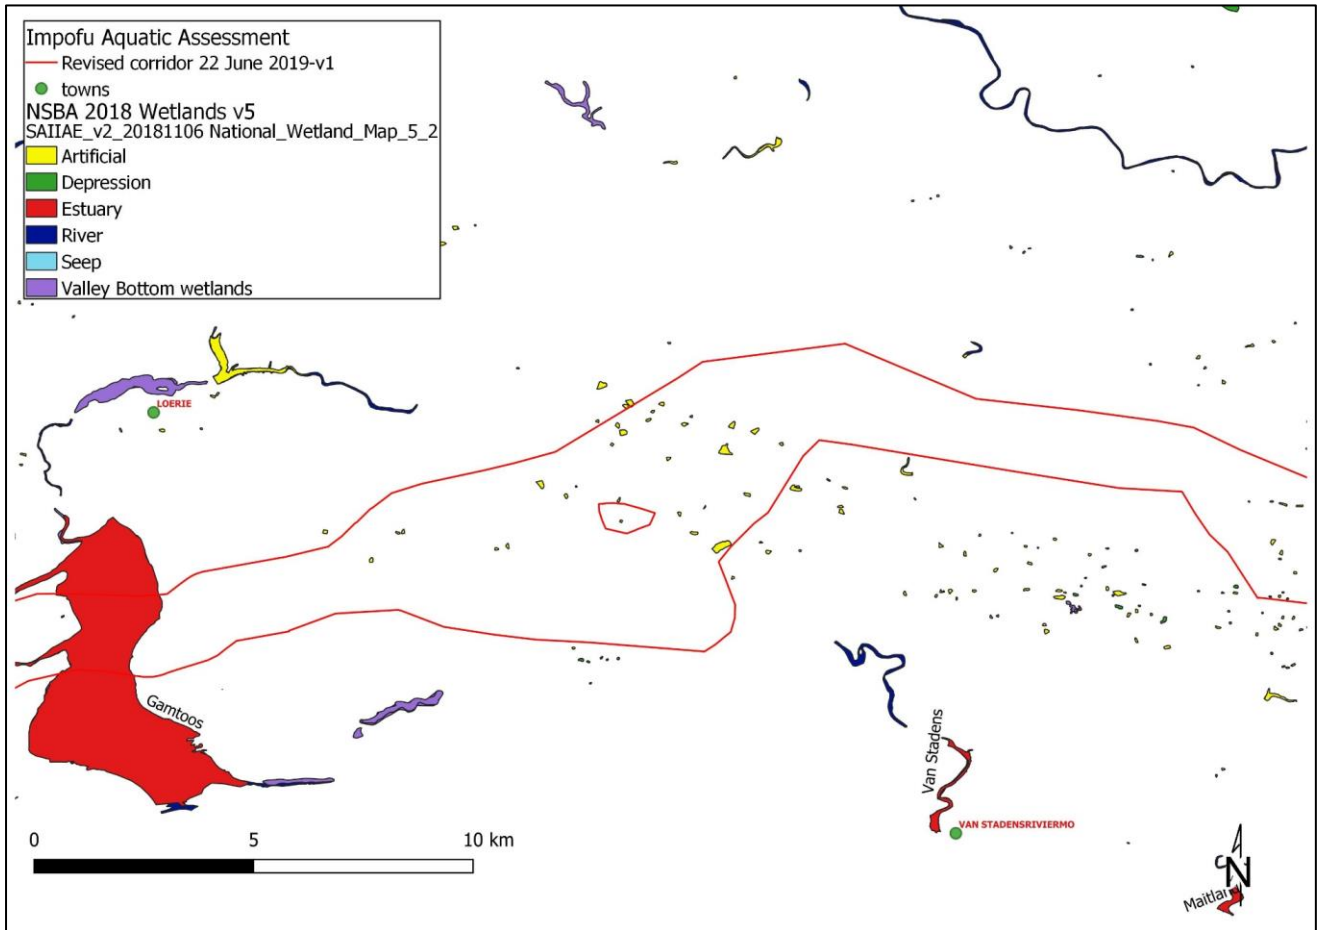 Impofu Aquatic Assessment
Revised corridor 22 June 2019-v1
towns
NSBA 2018 Wetlands v5
SAIIAE_v2_20181106 National_Wetland_Map_5_2
Artificial
Depression
Estuary
River
Seep
Valley Bottom wetlands
LOERIE
Gamtoos
Van Stadens
VAN STADENSRIVIERMO
0 5 10 km
N
Maitlan